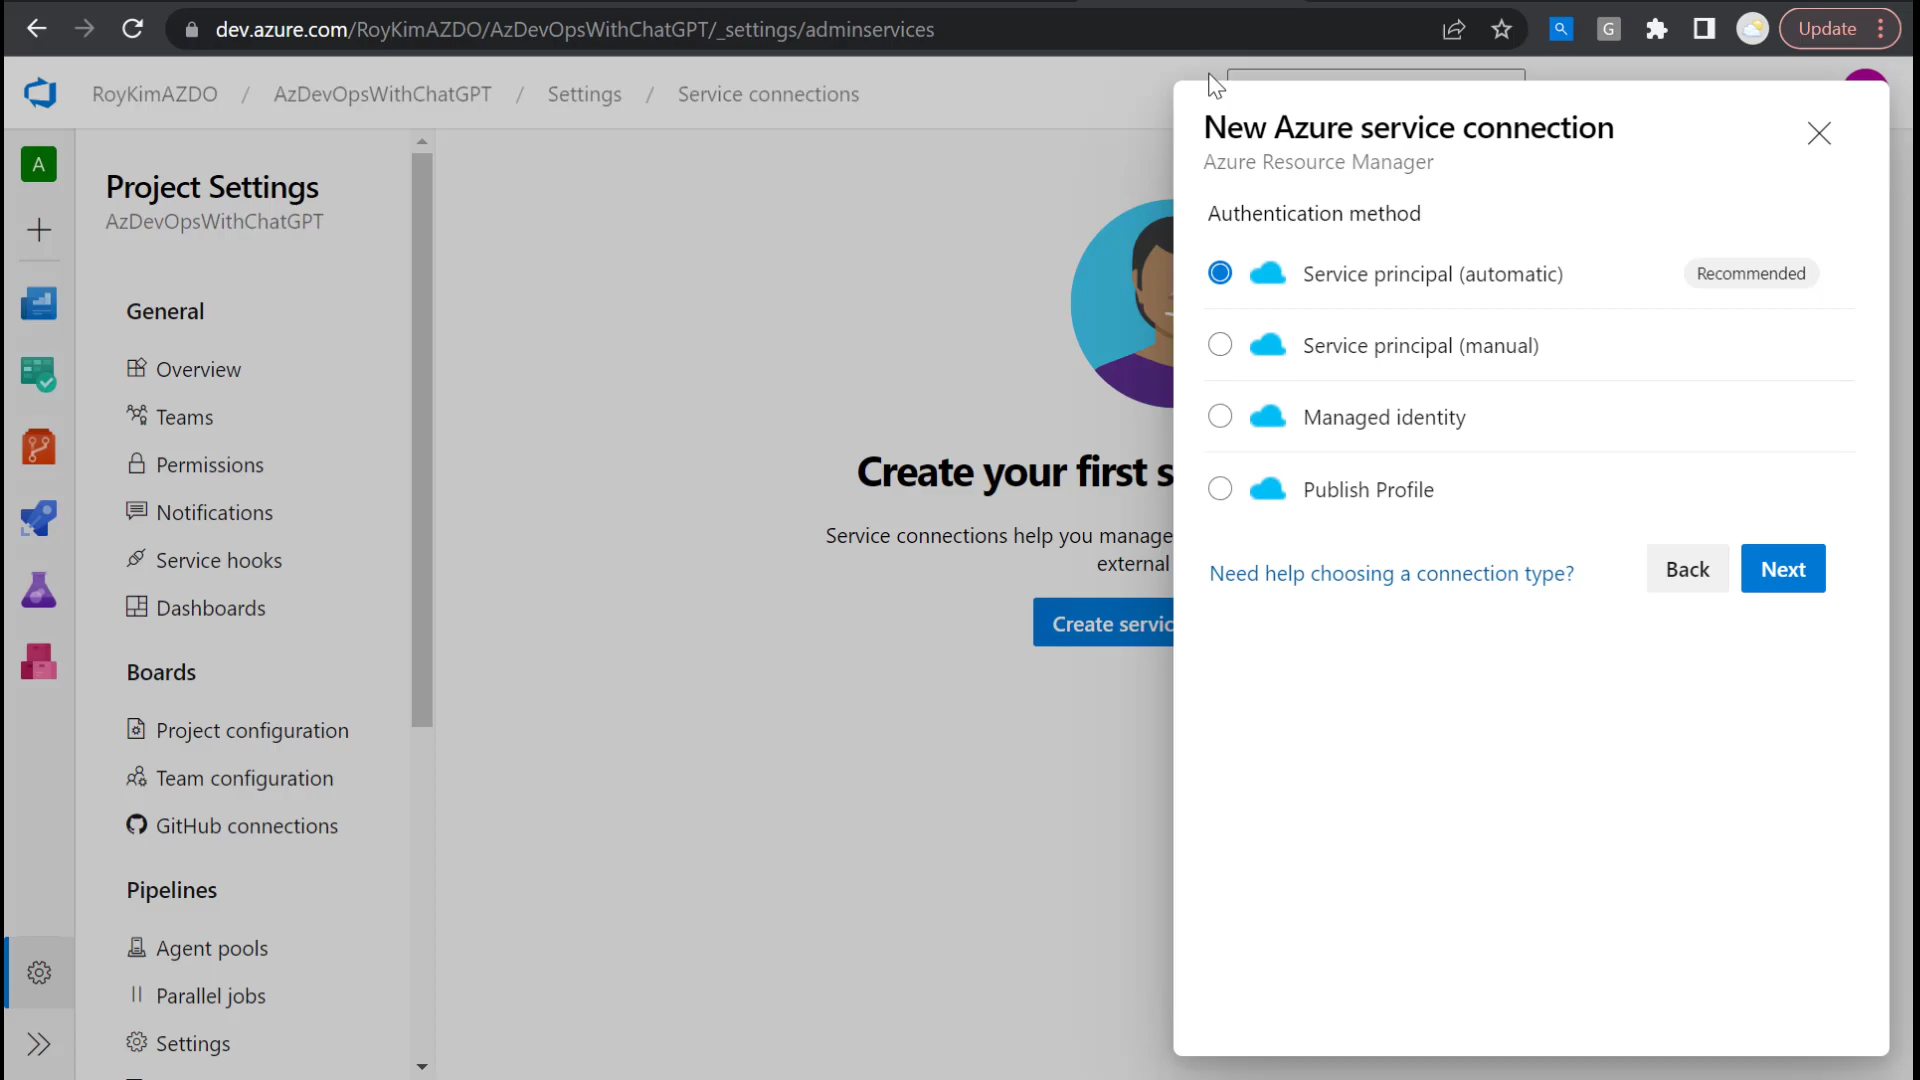 dev.azure.com/RoyKimAZDO/AzDevOpsWithChatGPT/_settings/adminservices
G
Update
RoyKimAZDO / AzDevOpsWithChatGPT / Settings / Service connections
A
Project Settings
AzDevOpsWithChatGPT
General
Overview
Teams
Permissions
Notifications
Service hooks
Dashboards
Boards
Project configuration
Team configuration
GitHub connections
Pipelines
Agent pools
Parallel jobs
Settings
Create your first s
Service connections help you manage
external
Create servic
New Azure service connection
Azure Resource Manager
Authentication method
Service principal (automatic)
Recommended
Service principal (manual)
Managed identity
Publish Profile
Need help choosing a connection type?
Back
Next